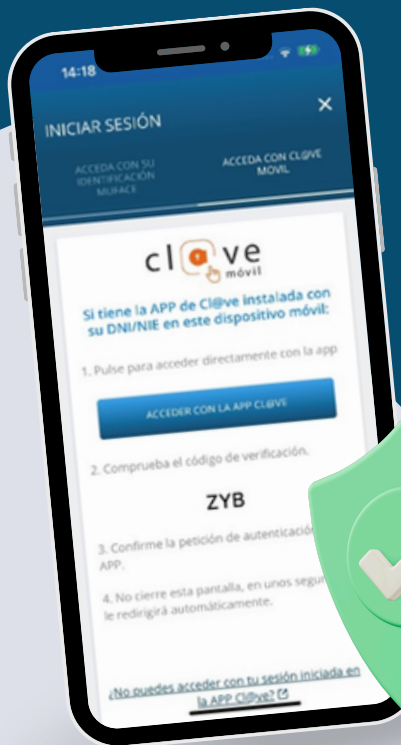 14:18
INICIAR SESIÓN
×
ACCEDA CON SU
IDENTIFICACIÓN
MUFACE
ACCEDA CON CL@VE
MOVIL
cl@ve
móvil
Si tiene la APP de Cl@ve instalada con
su DNI/NIE en este dispositivo móvil:
1. Pulse para acceder directamente con la app
ACCEDER CON LA APP CL@VE
2. Comprueba el código de verificación.
ZYB
3. Confirme la petición de autenticació
APP.
4. No cierre esta pantalla, en unos segu
le redirigirá automáticamente.
¿No puedes acceder con tu sesión iniciada en
la APP Cl@ve?